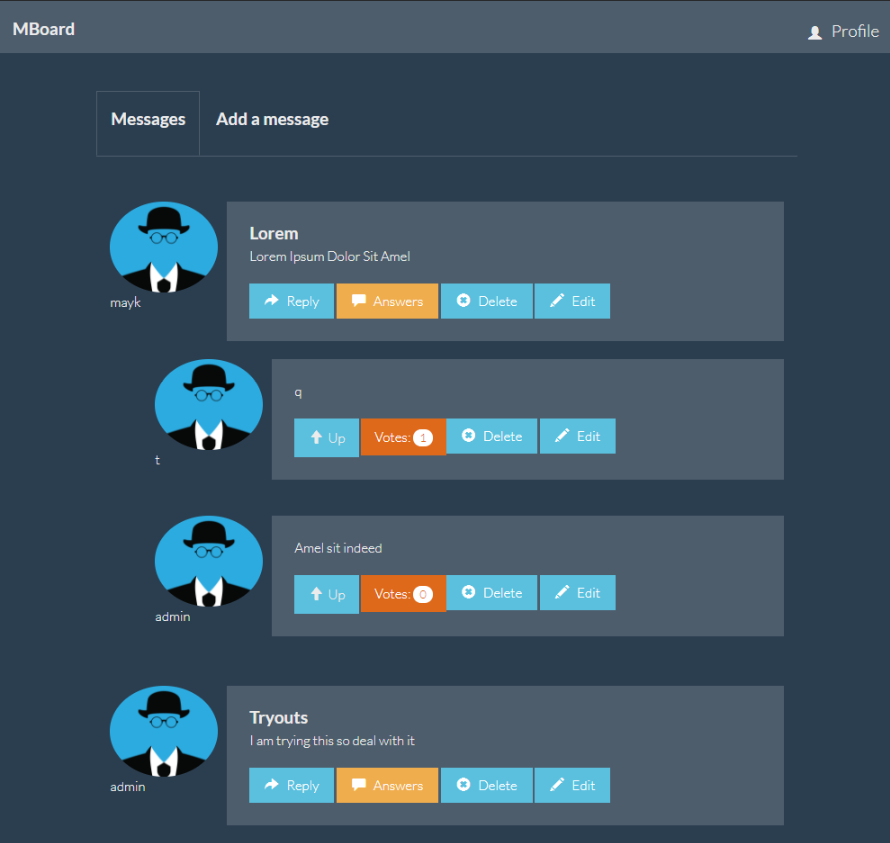 MBoard
Profile
Messages Add a message
Lorem
Lorem Ipsum Dolor Sit Amel
Reply Answers Delete Edit
mayk
q
Up Votes: 1 Delete Edit
t
Amel sit indeed
Up Votes: 0 Delete Edit
admin
Tryouts
I am trying this so deal with it
Reply Answers Delete Edit
admin